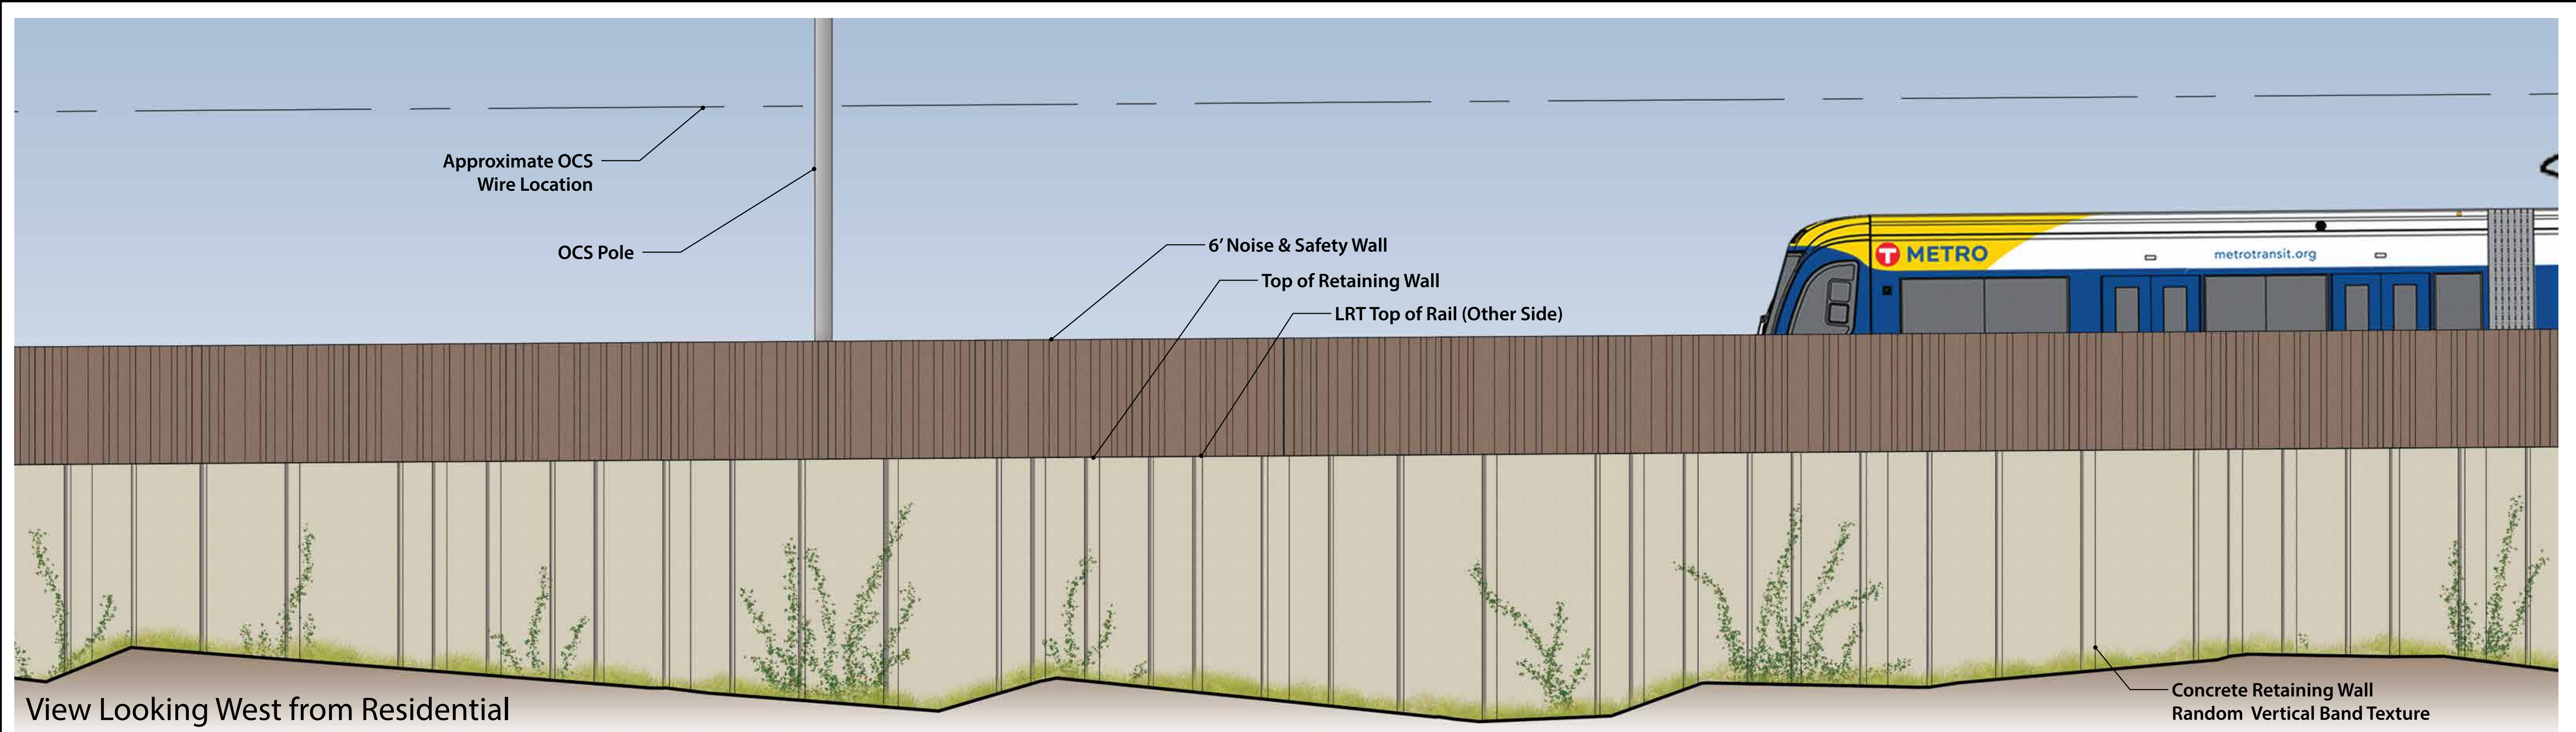 Approximate OCS
Wire Location
OCS Pole
6’ Noise & Safety Wall
Top of Retaining Wall
LRT Top of Rail (Other Side)
T METRO
metrotransit.org
Concrete Retaining Wall
Random Vertical Band Texture
View Looking West from Residential